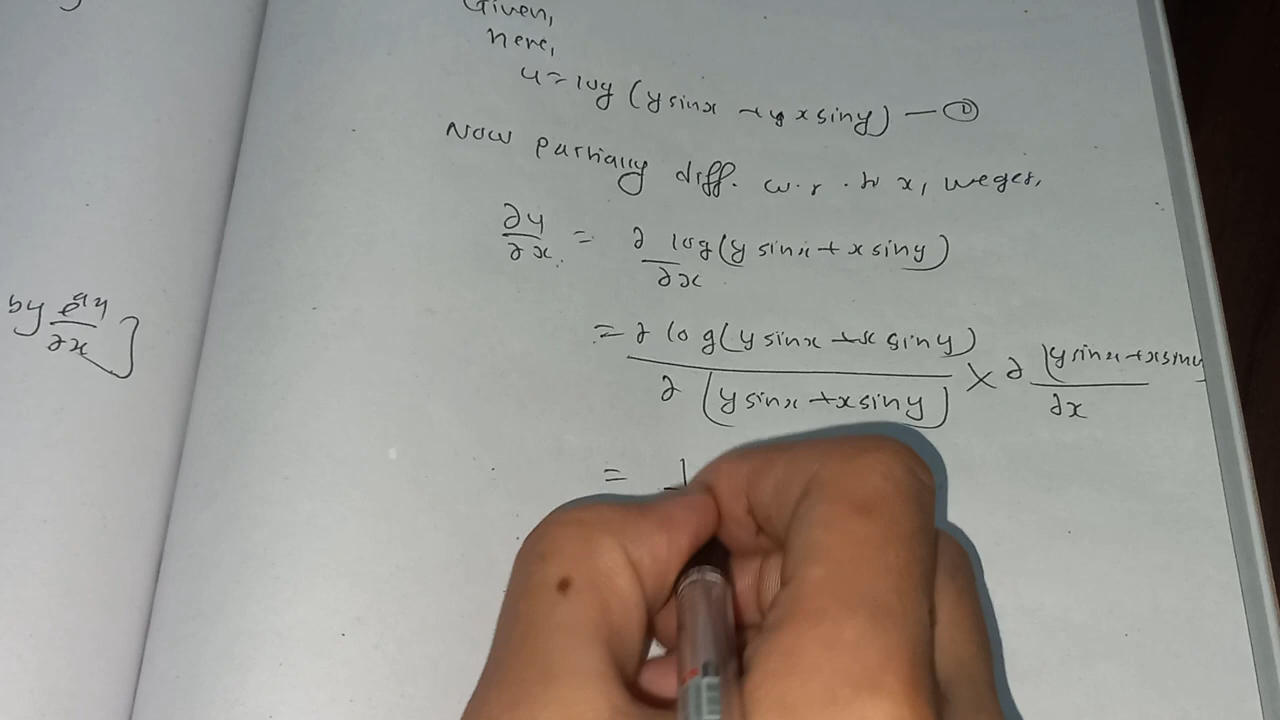 Given,
here,
u = log (y sinx + x siny) — ①
Now partially diff. w.r.to x, we get,
∂u/∂x = ∂ log(y sinx + x siny)/∂x
= ∂ log(y sinx + x siny)/∂(y sinx + x siny) × ∂(y sinx + x siny/∂x
by ∂u/∂x ]
= 1